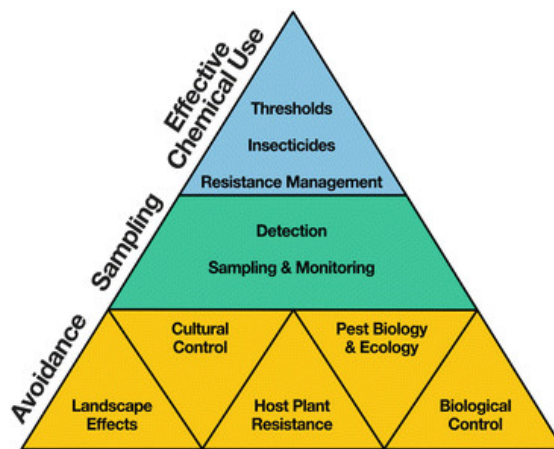 Effective
Chemical Use
Thresholds
Insecticides
Resistance Management
Sampling
Detection
Sampling & Monitoring
Avoidance
Cultural
Control
Pest Biology
& Ecology
Landscape
Effects
Host Plant
Resistance
Biological
Control